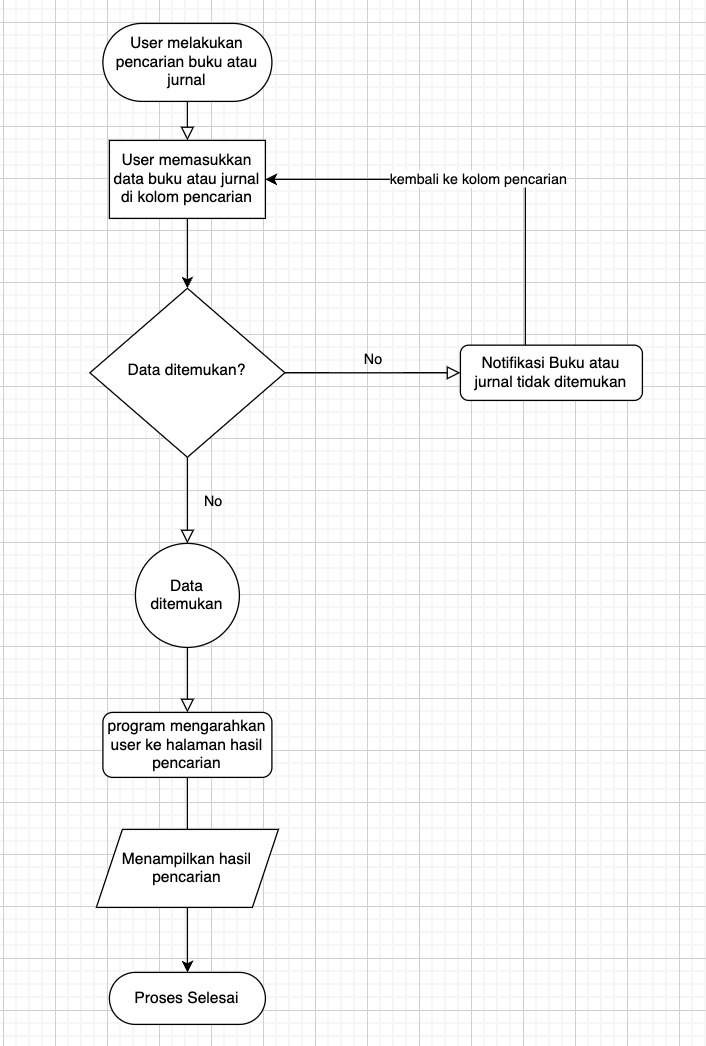 User melakukan
pencarian buku atau
jurnal
User memasukkan
data buku atau jurnal
di kolom pencarian
kembali ke kolom pencarian
Data ditemukan?
No
Notifikasi Buku atau
jurnal tidak ditemukan
No
Data
ditemukan
program mengarahkan
user ke halaman hasil
pencarian
Menampilkan hasil
pencarian
Proses Selesai